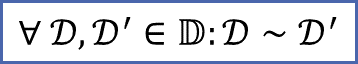 ∀ 𝒟, 𝒟′ ∈ 𝔻: 𝒟 ∼ 𝒟′